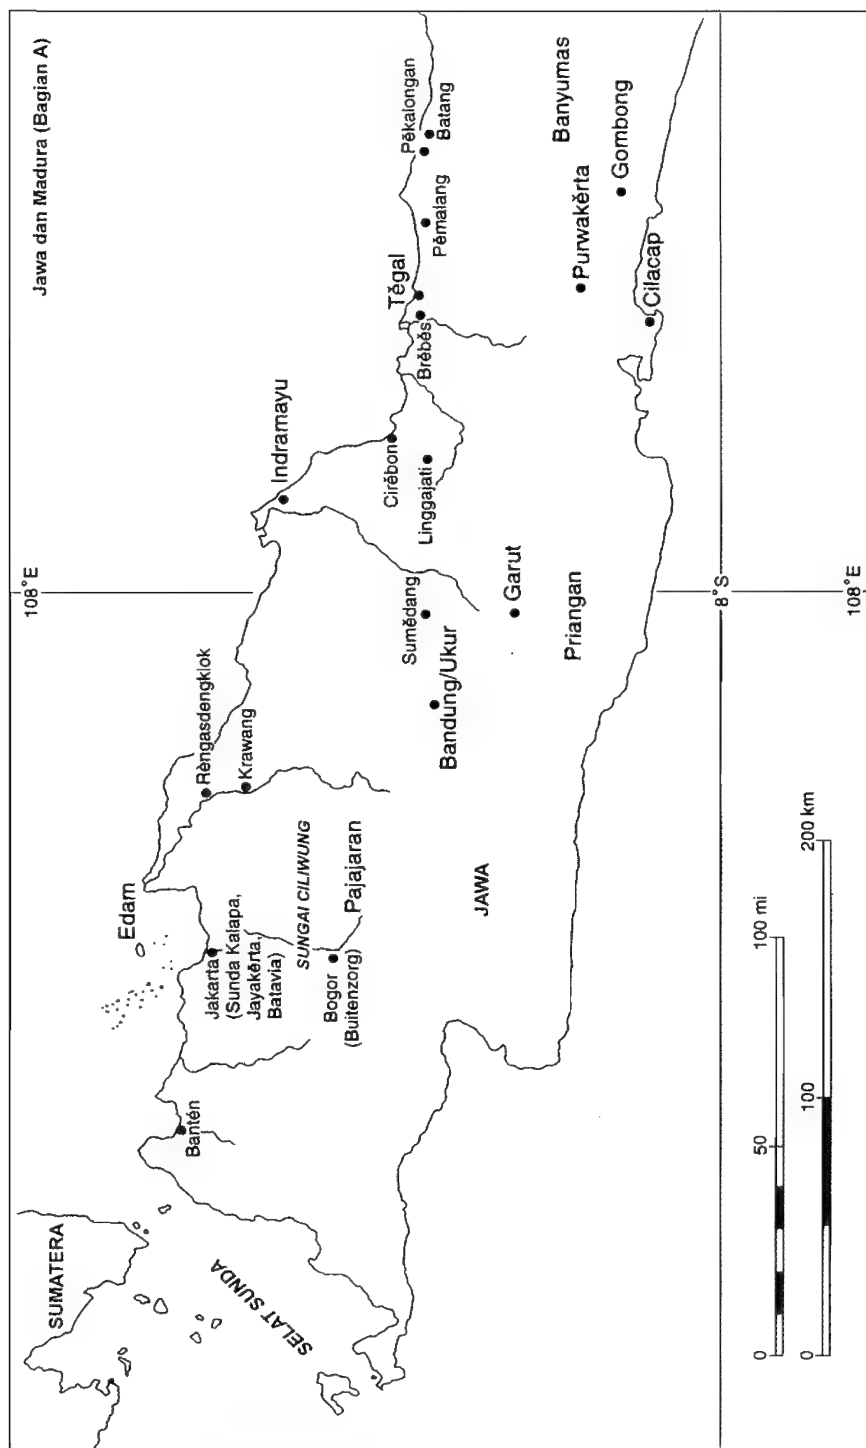 Jawa dan Madura (Bagian A)
108°E
SUMATERA
SELAT SUNDA
Bantén
Edam
Jakarta
(Sunda Kalapa,
Jayakĕrta,
Batavia)
SUNGAI CILIWUNG
Bogor
(Buitenzorg)
Pajajaran
Rĕngasdengklok
Krawang
JAWA
Bandung/Ukur
Sumĕdang
Garut
Priangan
Indramayu
Cirĕbon
Linggajati
Brĕbĕs
Tĕgal
Pĕmalang
Pĕkalongan
Batang
Banyumas
Purwakĕrta
Gombong
Cilacap
8°S
108°E
0
50
100 mi
0
100
200 km